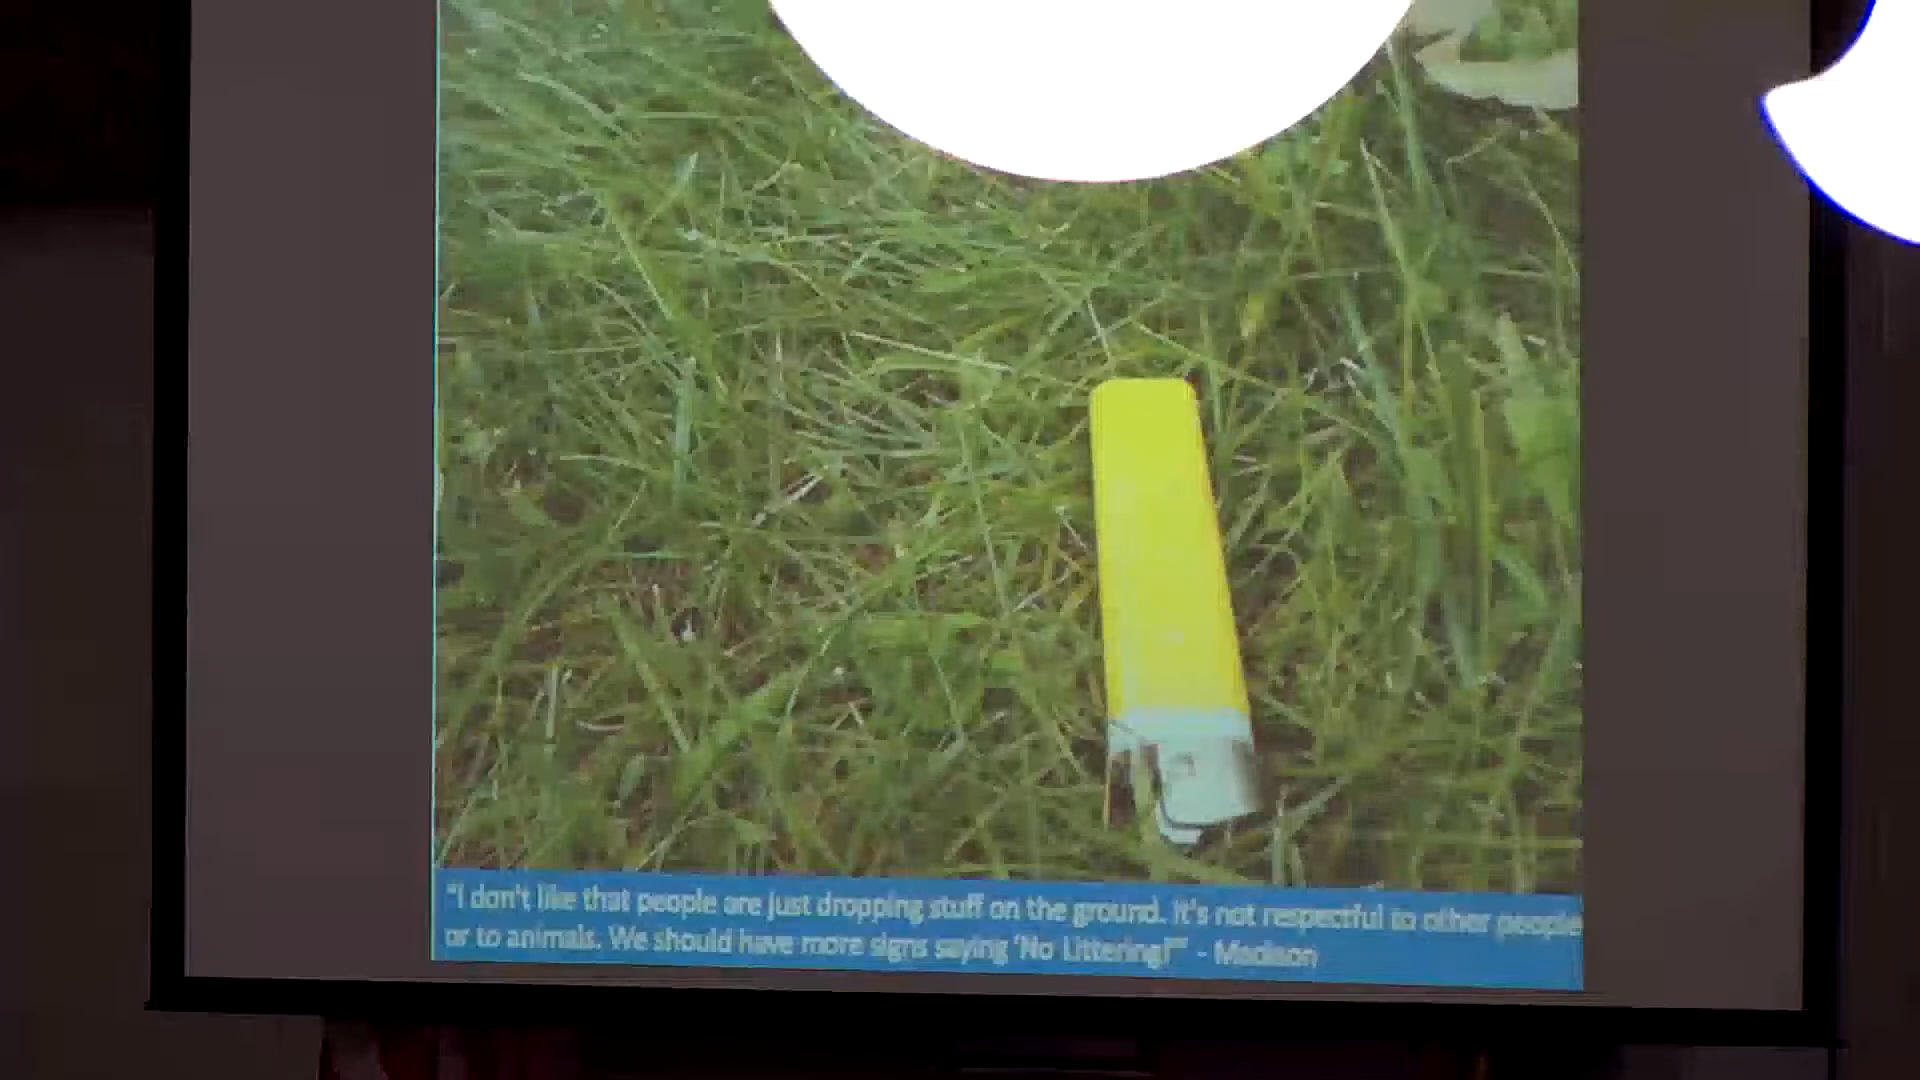 "I don't like that people are just dropping stuff on the ground. It's not respectful to other people
or to animals. We should have more signs saying 'No Littering!'" - Madison